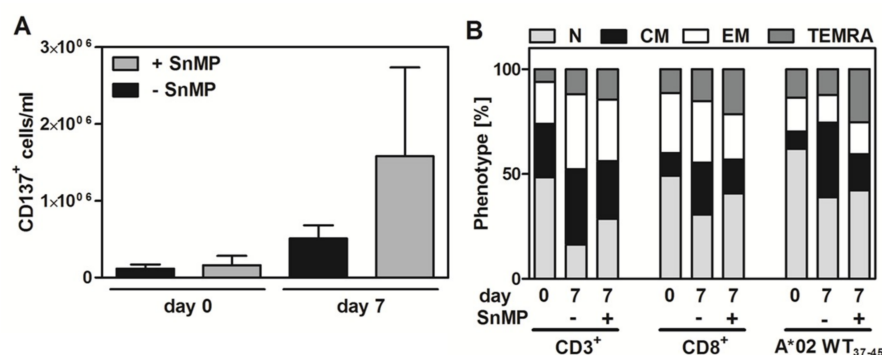 A
3×10⁰⁶
2×10⁰⁶
1×10⁰⁶
0
CD137⁺ cells/ml
+ SnMP
- SnMP
day 0
day 7
B
N CM EM TEMRA
Phenotype [%]
100
50
0
day 0 7 7 0 7 7 0 7 7
SnMP - + - + - +
CD3⁺ CD8⁺ A*02 WT₃₇₋₄₅